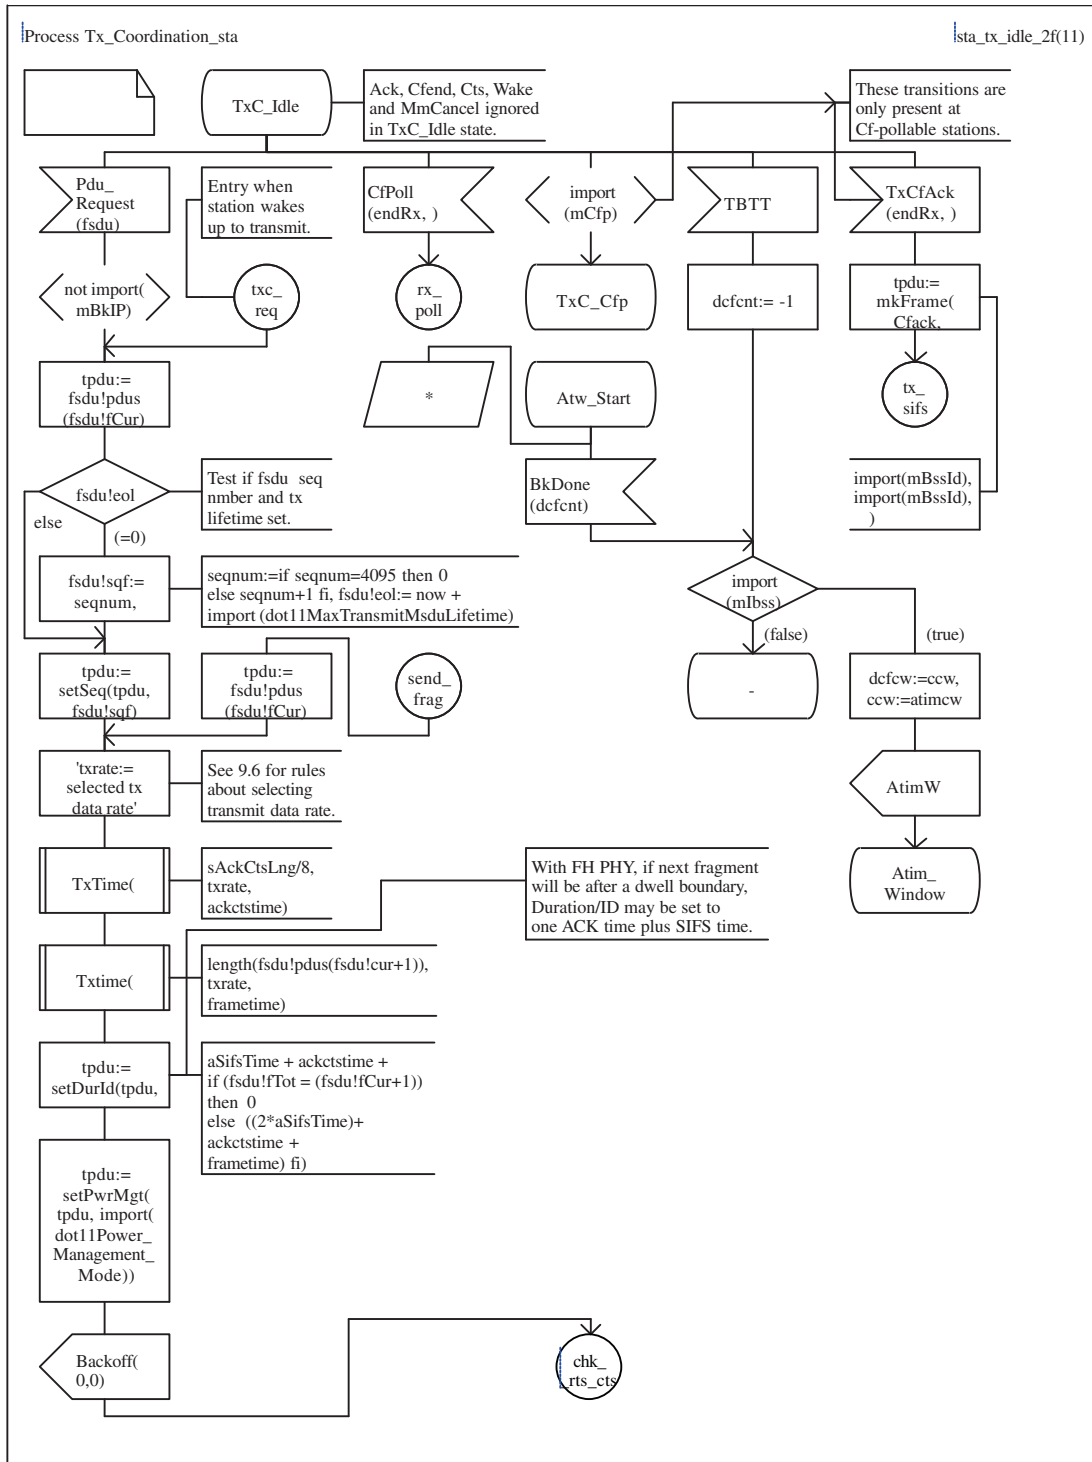 Process Tx_Coordination_sta
sta_tx_idle_2f(11)
TxC_Idle
Ack, Cfend, Cts, Wake
and MmCancel ignored
in TxC_Idle state.
These transitions are
only present at
Cf-pollable stations.
Pdu_
Request
(fsdu)
Entry when
station wakes
up to transmit.
CfPoll
(endRx, )
import
(mCfp)
TBTT
TxCfAck
(endRx, )
not import(
mBkIP)
txc_
req
rx_
poll
TxC_Cfp
dcfcnt:= -1
tpdu:=
mkFrame(
Cfack,
tpdu:=
fsdu!pdus
(fsdu!fCur)
*
Atw_Start
tx_
sifs
fsdu!eol
else
(=0)
Test if fsdu seq
nmber and tx
lifetime set.
BkDone
(dcfcnt)
import(mBssId),
import(mBssId),
)
fsdu!sqf:=
seqnum,
seqnum:=if seqnum=4095 then 0
else seqnum+1 fi, fsdu!eol:= now +
import (dot11MaxTransmitMsduLifetime)
import
(mIbss)
(false)
(true)
tpdu:=
setSeq(tpdu,
fsdu!sqf)
tpdu:=
fsdu!pdus
(fsdu!fCur)
send_
frag
-
dcfcw:=ccw,
ccw:=atimcw
'txrate:=
selected tx
data rate'
See 9.6 for rules
about selecting
transmit data rate.
AtimW
TxTime(
sAckCtsLng/8,
txrate,
ackctstime)
With FH PHY, if next fragment
will be after a dwell boundary,
Duration/ID may be set to
one ACK time plus SIFS time.
Atim_
Window
Txtime(
length(fsdu!pdus(fsdu!cur+1)),
txrate,
frametime)
tpdu:=
setDurId(tpdu,
aSifsTime + ackctstime +
if (fsdu!fTot = (fsdu!fCur+1))
then 0
else ((2*aSifsTime)+
ackctstime +
frametime) fi)
tpdu:=
setPwrMgt(
tpdu, import(
dot11Power_
Management_
Mode))
Backoff(
0,0)
chk_
_rts_cts